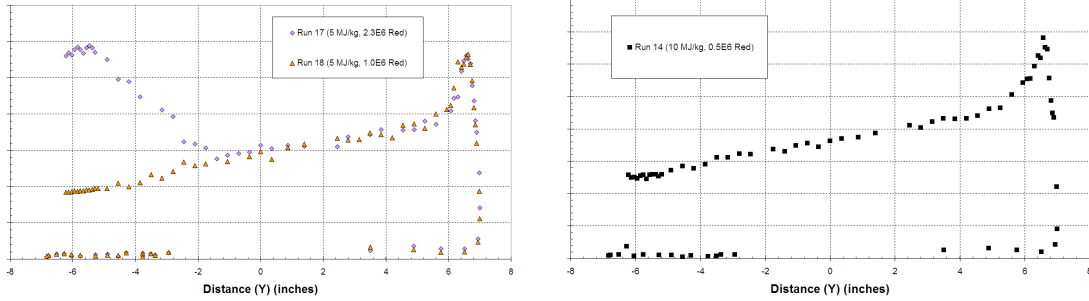 Run 17 (5 MJ/kg, 2.3E6 Red)
Run 18 (5 MJ/kg, 1.0E6 Red)
-8 -6 -4 -2 0 2 4 6 8
Distance (Y) (inches)
Run 14 (10 MJ/kg, 0.5E6 Red)
-8 -6 -4 -2 0 2 4 6 8
Distance (Y) (inches)